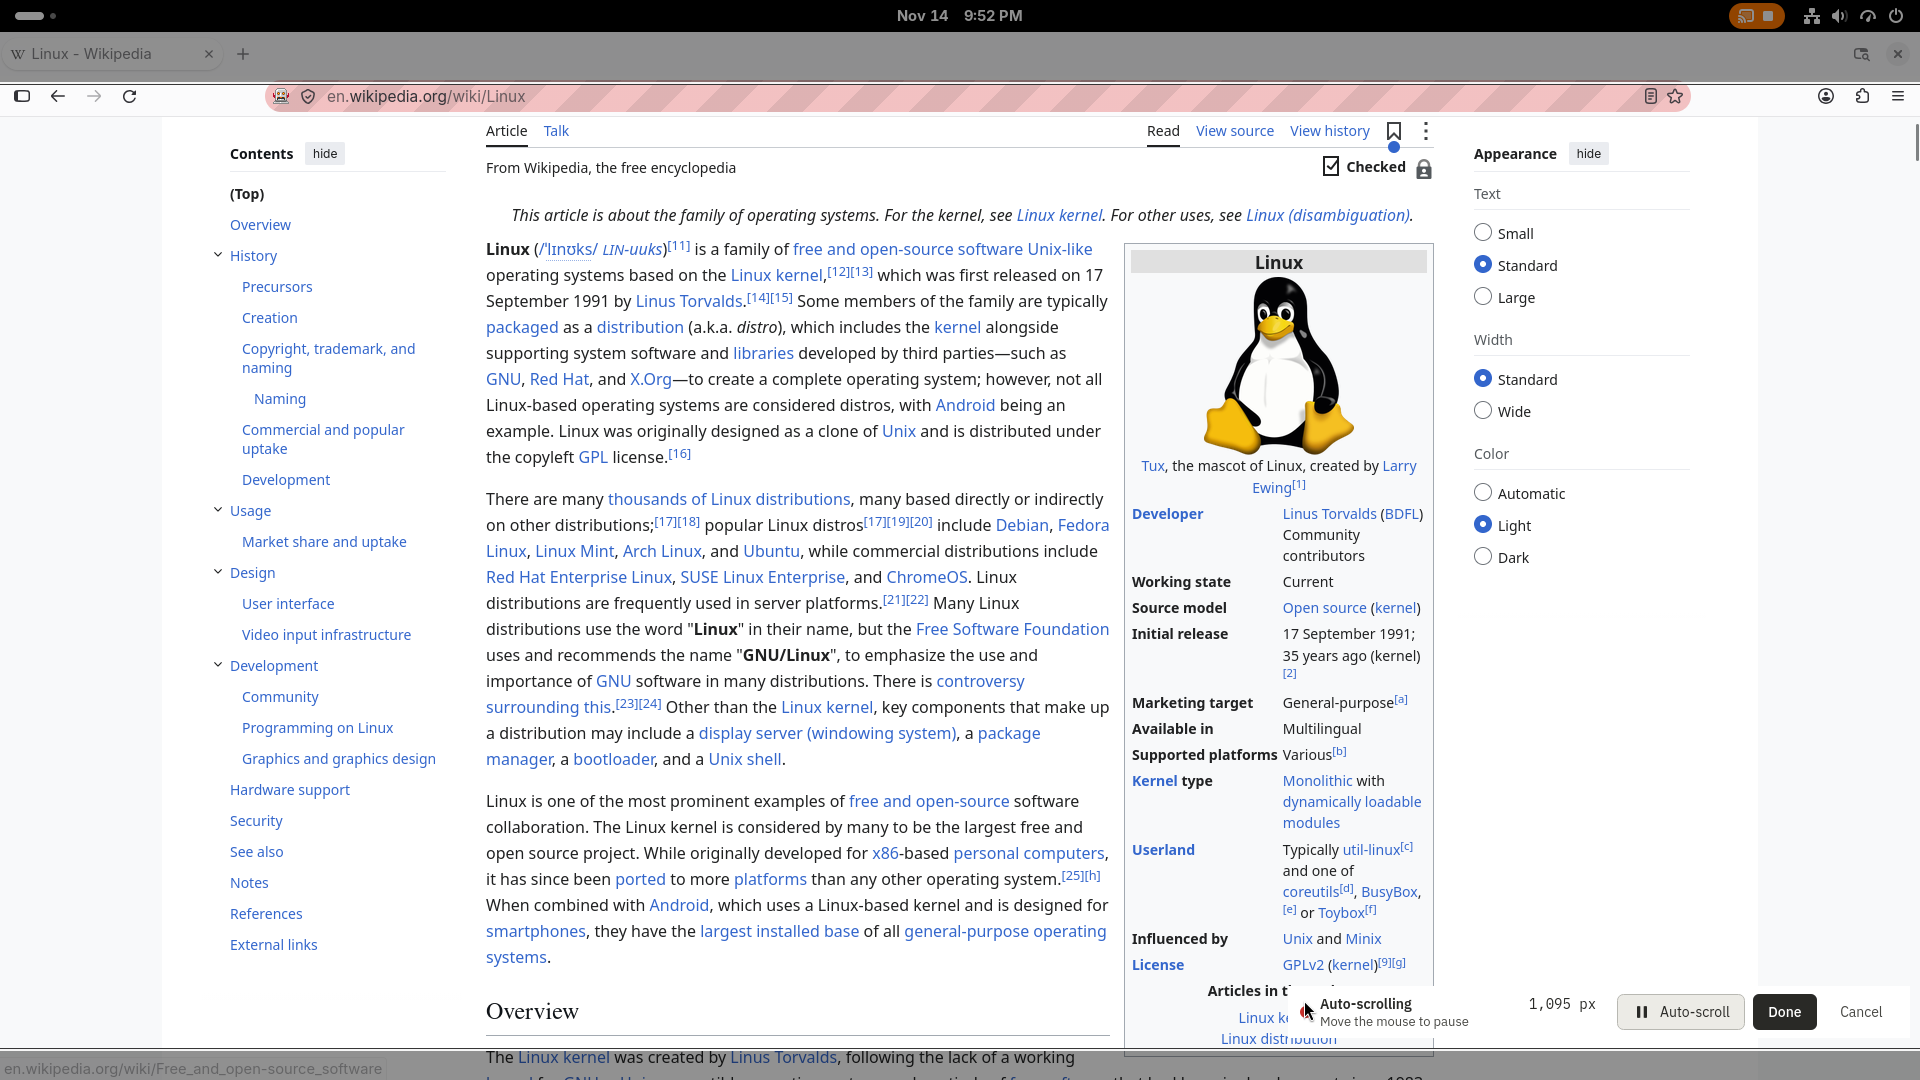 Nov 14 9:52 PM
Linux - Wikipedia
en.wikipedia.org/wiki/Linux
Contents hide
(Top)
Overview
History
Precursors
Creation
Copyright, trademark, and
naming
Naming
Commercial and popular
uptake
Development
Usage
Market share and uptake
Design
User interface
Video input infrastructure
Development
Community
Programming on Linux
Graphics and graphics design
Hardware support
Security
See also
Notes
References
External links
Article Talk Read View source View history
From Wikipedia, the free encyclopedia Checked
This article is about the family of operating systems. For the kernel, see Linux kernel. For other uses, see Linux (disambiguation).
Linux (/ˈlɪnʊks/ LIN-uuks)[11] is a family of free and open-source software Unix-like
operating systems based on the Linux kernel,[12][13] which was first released on 17
September 1991 by Linus Torvalds.[14][15] Some members of the family are typically
packaged as a distribution (a.k.a. distro), which includes the kernel alongside
supporting system software and libraries developed by third parties—such as
GNU, Red Hat, and X.Org—to create a complete operating system; however, not all
Linux-based operating systems are considered distros, with Android being an
example. Linux was originally designed as a clone of Unix and is distributed under
the copyleft GPL license.[16]
There are many thousands of Linux distributions, many based directly or indirectly
on other distributions;[17][18] popular Linux distros[17][19][20] include Debian, Fedora
Linux, Linux Mint, Arch Linux, and Ubuntu, while commercial distributions include
Red Hat Enterprise Linux, SUSE Linux Enterprise, and ChromeOS. Linux
distributions are frequently used in server platforms.[21][22] Many Linux
distributions use the word "Linux" in their name, but the Free Software Foundation
uses and recommends the name "GNU/Linux", to emphasize the use and
importance of GNU software in many distributions. There is controversy
surrounding this.[23][24] Other than the Linux kernel, key components that make up
a distribution may include a display server (windowing system), a package
manager, a bootloader, and a Unix shell.
Linux is one of the most prominent examples of free and open-source software
collaboration. The Linux kernel is considered by many to be the largest free and
open source project. While originally developed for x86-based personal computers,
it has since been ported to more platforms than any other operating system.[25][h]
When combined with Android, which uses a Linux-based kernel and is designed for
smartphones, they have the largest installed base of all general-purpose operating
systems.
Overview
The Linux kernel was created by Linus Torvalds, following the lack of a working
Linux
Tux, the mascot of Linux, created by Larry
Ewing[1]
Developer Linus Torvalds (BDFL)
Community
contributors
Working state Current
Source model Open source (kernel)
Initial release 17 September 1991;
35 years ago (kernel)
[2]
Marketing target General-purpose[a]
Available in Multilingual
Supported platforms Various[b]
Kernel type Monolithic with
dynamically loadable
modules
Userland Typically util-linux[c]
and one of
coreutils[d], BusyBox,
[e] or Toybox[f]
Influenced by Unix and Minix
License GPLv2 (kernel)[9][g]
Articles in
Linux
Linux distribution
Appearance hide
Text
Small
Standard
Large
Width
Standard
Wide
Color
Automatic
Light
Dark
Auto-scrolling
Move the mouse to pause
1,095 px
Auto-scroll
Done
Cancel
en.wikipedia.org/wiki/Free_and_open-source_software